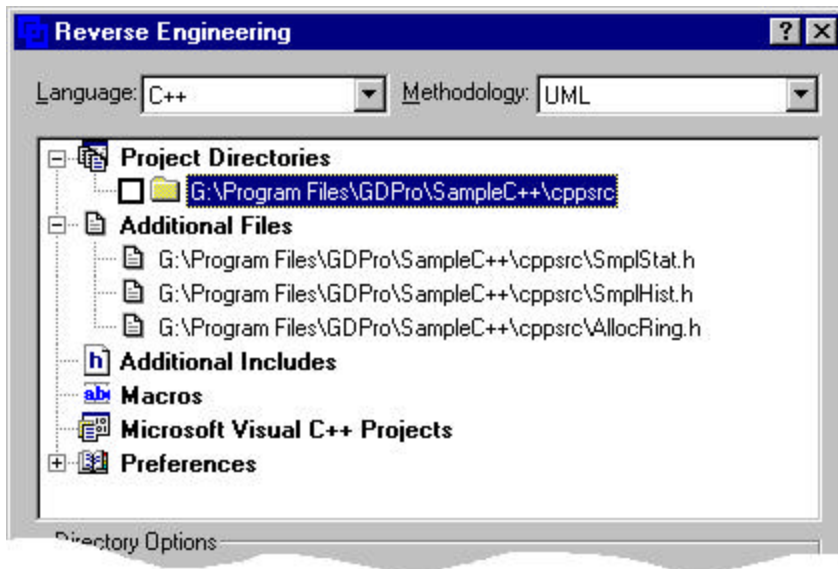 Reverse Engineering
Language: C++ Methodology: UML
Project Directories
G:\Program Files\GDPro\SampleC++\cppsrc
Additional Files
G:\Program Files\GDPro\SampleC++\cppsrc\SmplStat.h
G:\Program Files\GDPro\SampleC++\cppsrc\SmplHist.h
G:\Program Files\GDPro\SampleC++\cppsrc\AllocRing.h
h Additional Includes
ab Macros
Microsoft Visual C++ Projects
Preferences
Directory Options